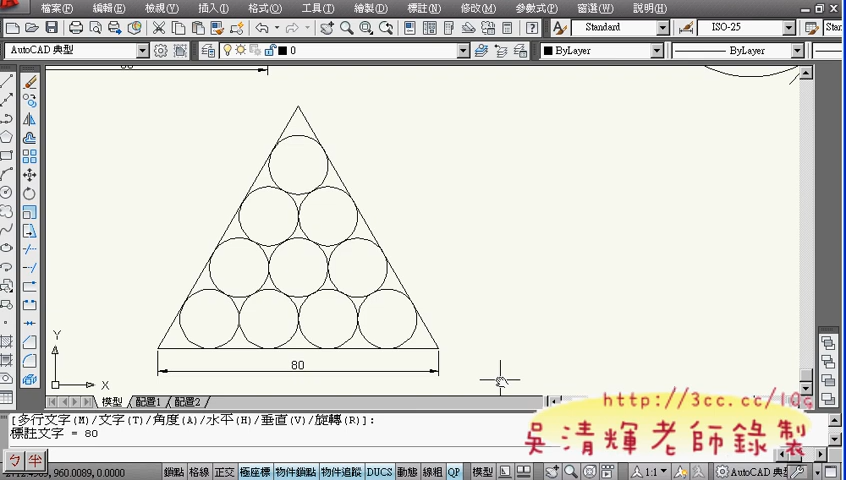 檔案(F) 編輯(E) 檢視(V) 插入(I) 格式(O) 工具(T) 繪製(D) 標註(N) 修改(M) 參數式(P) 視窗(W) 說明(H)
Standard ISO-25 Stan
AutoCAD 典型 0 ByLayer ByLayer
80
Y
X
模型 配置1 配置2
[多行文字(M)/文字(T)/角度(A)/水平(H)/垂直(V)/旋轉(R)]:
標註文字 = 80
http://3cc.cc/1Qg
吳清輝老師錄製
ㄅ 半
960.0089, 0.0000 鎖點 格線 正交 極座標 物件鎖點 物件追蹤 DUCS 動態 線粗 QP 模型 1:1 AutoCAD 典型